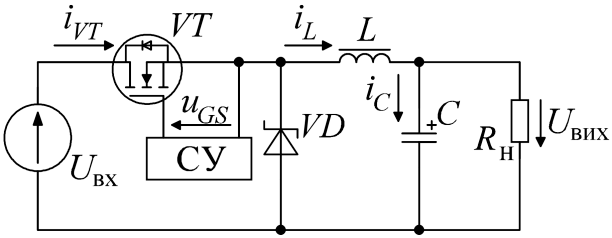 i_VT VT i_L L
u_GS i_C
СУ VD + C R_н U_вих
U_вх